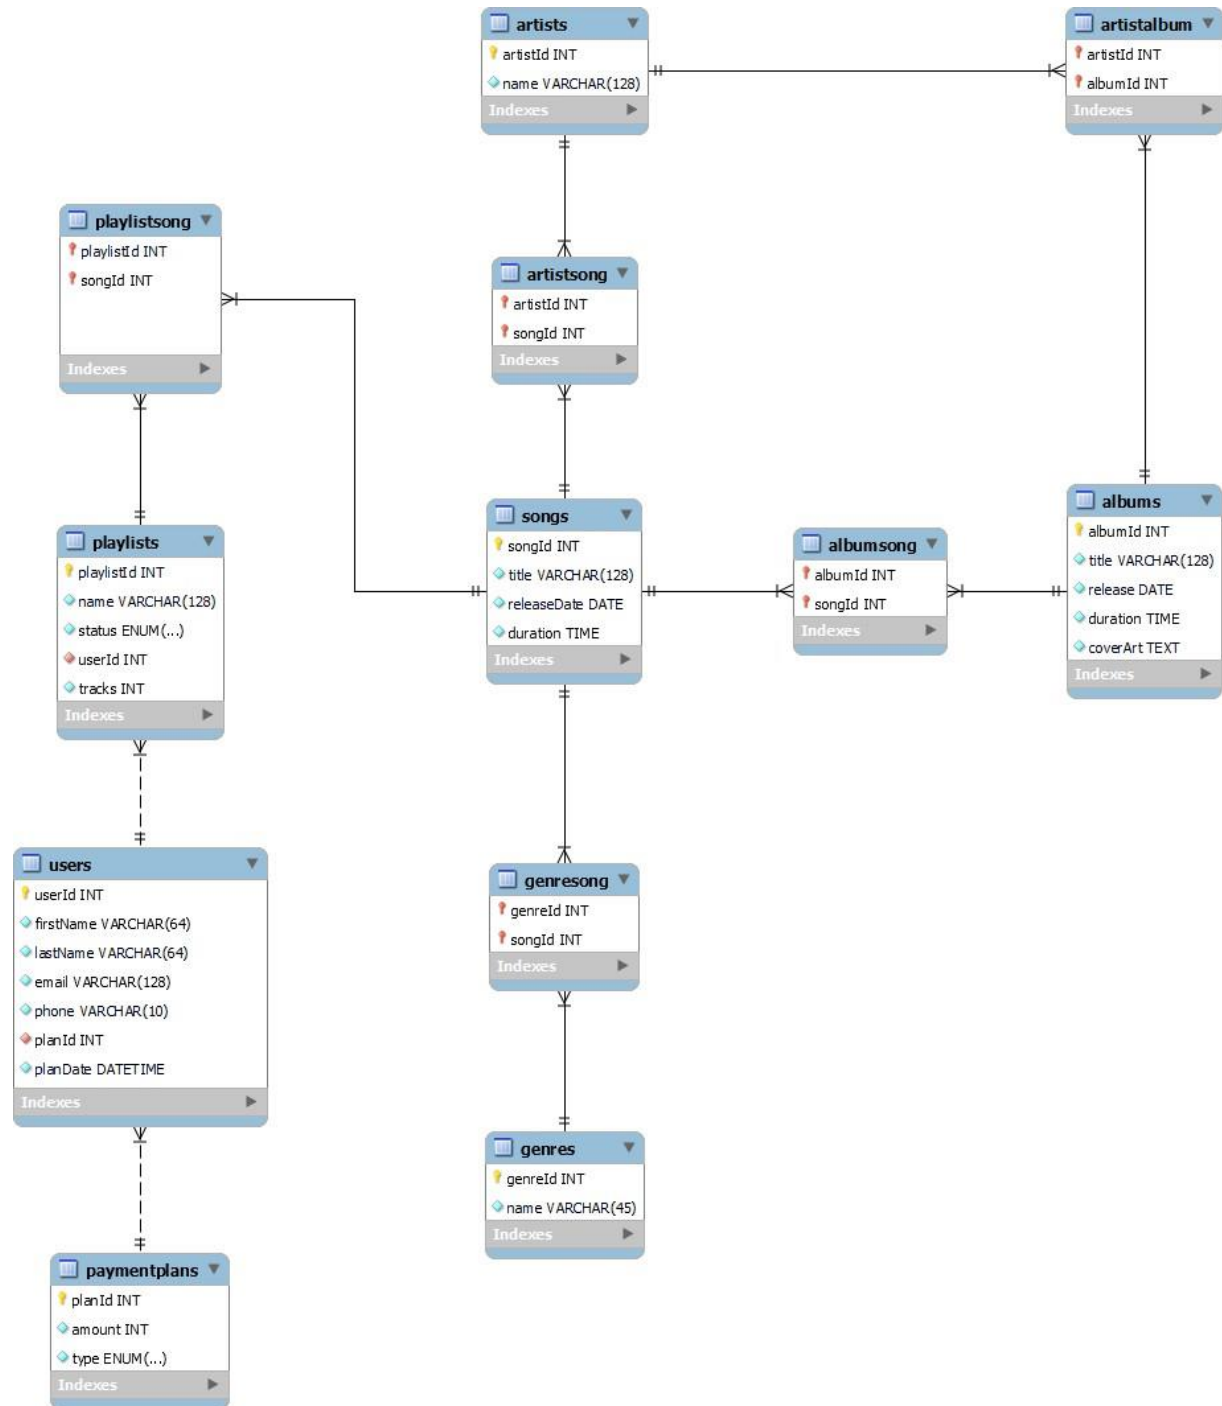 artists
artistId INT
name VARCHAR(128)
Indexes
artistalbum
artistId INT
albumId INT
Indexes
playlistsong
playlistId INT
songId INT
Indexes
artistsong
artistId INT
songId INT
Indexes
playlists
playlistId INT
name VARCHAR(128)
status ENUM(...)
userId INT
tracks INT
Indexes
songs
songId INT
title VARCHAR(128)
releaseDate DATE
duration TIME
Indexes
albumsong
albumId INT
songId INT
Indexes
albums
albumId INT
title VARCHAR(128)
release DATE
duration TIME
coverArt TEXT
Indexes
users
userId INT
firstName VARCHAR(64)
lastName VARCHAR(64)
email VARCHAR(128)
phone VARCHAR(10)
planId INT
planDate DATETIME
Indexes
genresong
genreId INT
songId INT
Indexes
genres
genreId INT
name VARCHAR(45)
Indexes
paymentplans
planId INT
amount INT
type ENUM(...)
Indexes